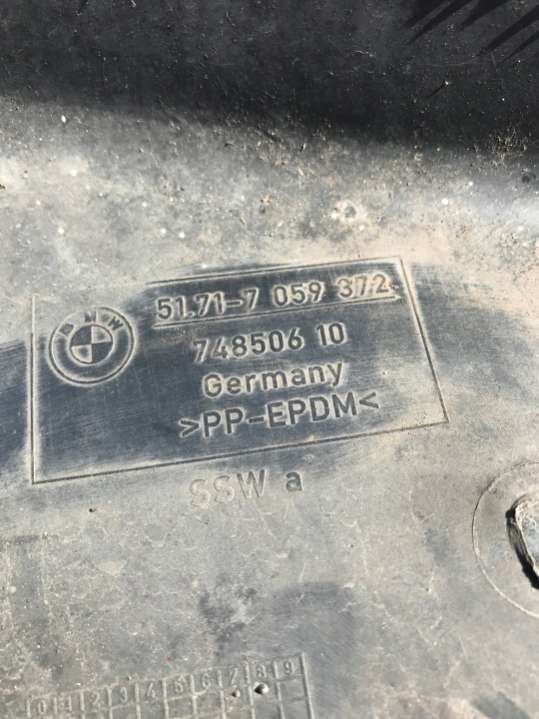 BMW
51.71-7 059 372
748506 10
Germany
>PP-EPDM<
SSW a
0 1 2 3 4 5 6 7 8 9